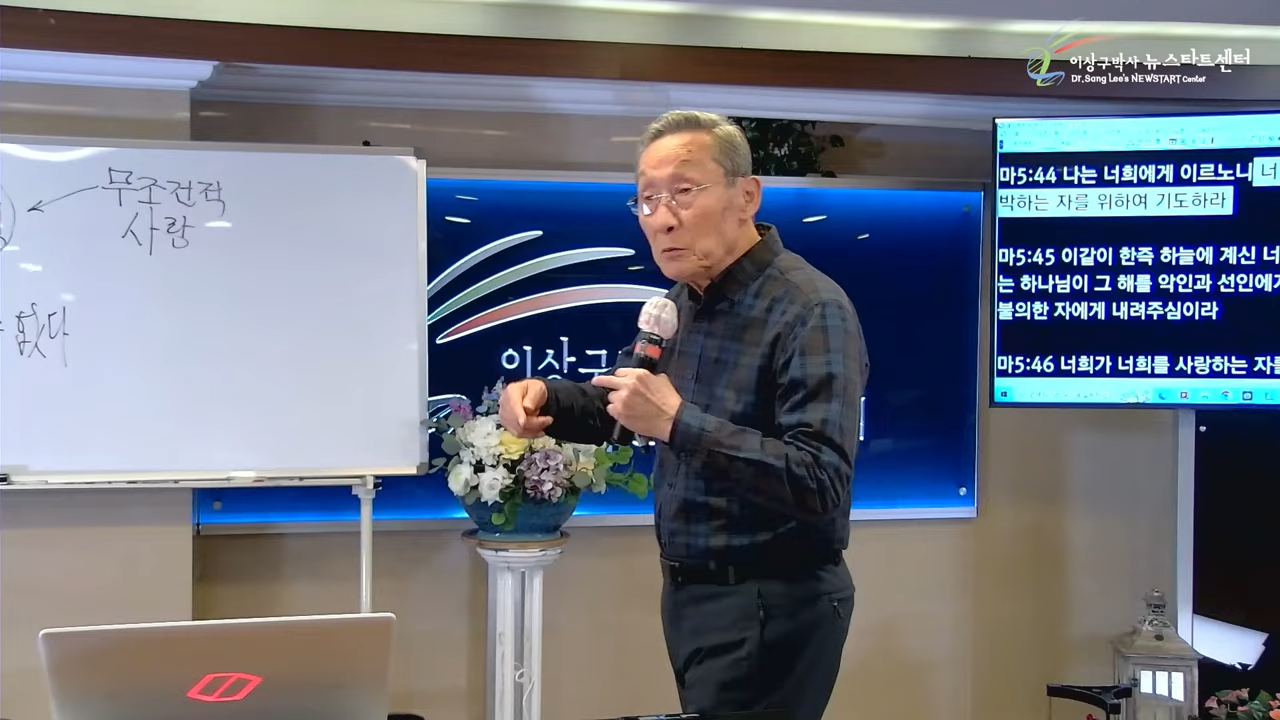 이상구박사 뉴스타트센터
Dr. Sang Lee's NEWSTART Center
무조건적
사랑
없다
이상구
마5:44 나는 너희에게 이르노니 너
박하는 자를 위하여 기도하라
마5:45 이같이 한즉 하늘에 계신 너
는 하나님이 그 해를 악인과 선인에게
불의한 자에게 내려주심이라
마5:46 너희가 너희를 사랑하는 자를